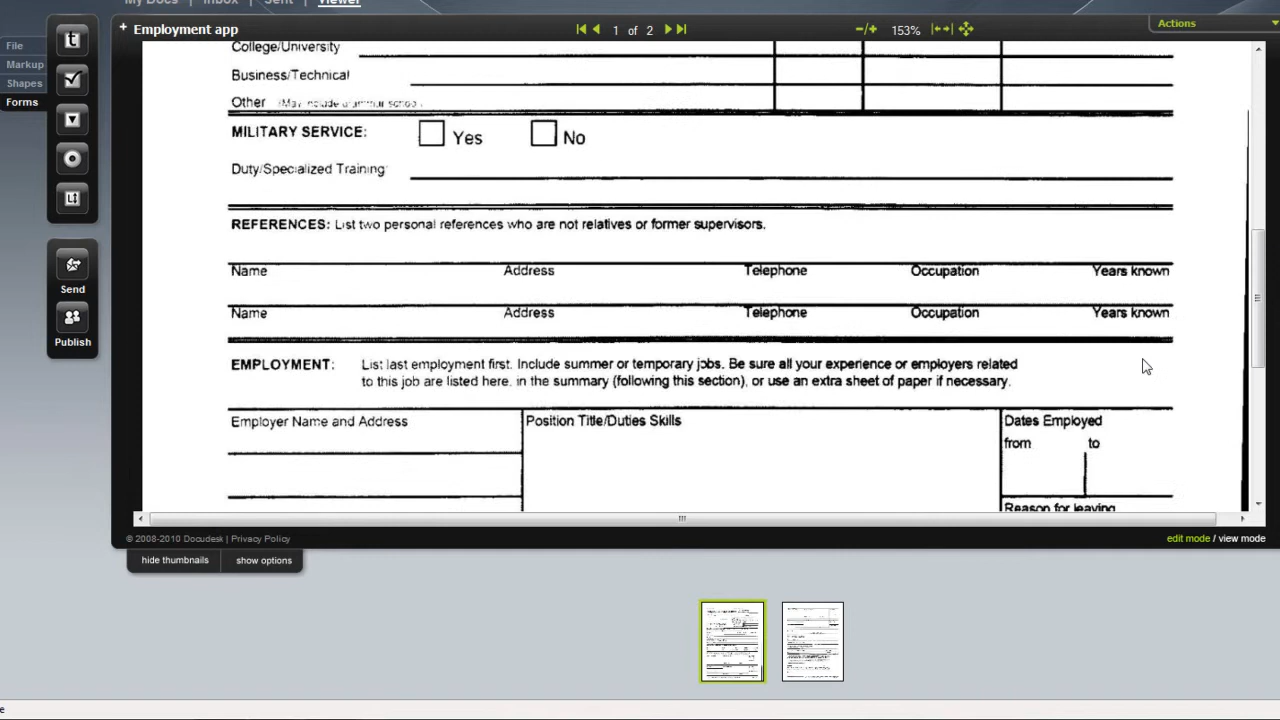 My Docs | Inbox | Sent | Viewer
Employment app
1 of 2
153%
Actions
File
Markup
Shapes
Forms
t
Send
Publish
College/University
Business/Technical
Other (May include grammar school)
MILITARY SERVICE: Yes No
Duty/Specialized Training:
REFERENCES: List two personal references who are not relatives or former supervisors.
Name Address Telephone Occupation Years known
Name Address Telephone Occupation Years known
EMPLOYMENT: List last employment first. Include summer or temporary jobs. Be sure all your experience or employers related
to this job are listed here, in the summary (following this section), or use an extra sheet of paper if necessary.
Employer Name and Address Position Title/Duties Skills Dates Employed
from to
Reason for leaving
© 2008-2010 Docudesk | Privacy Policy
edit mode / view mode
hide thumbnails
show options
e